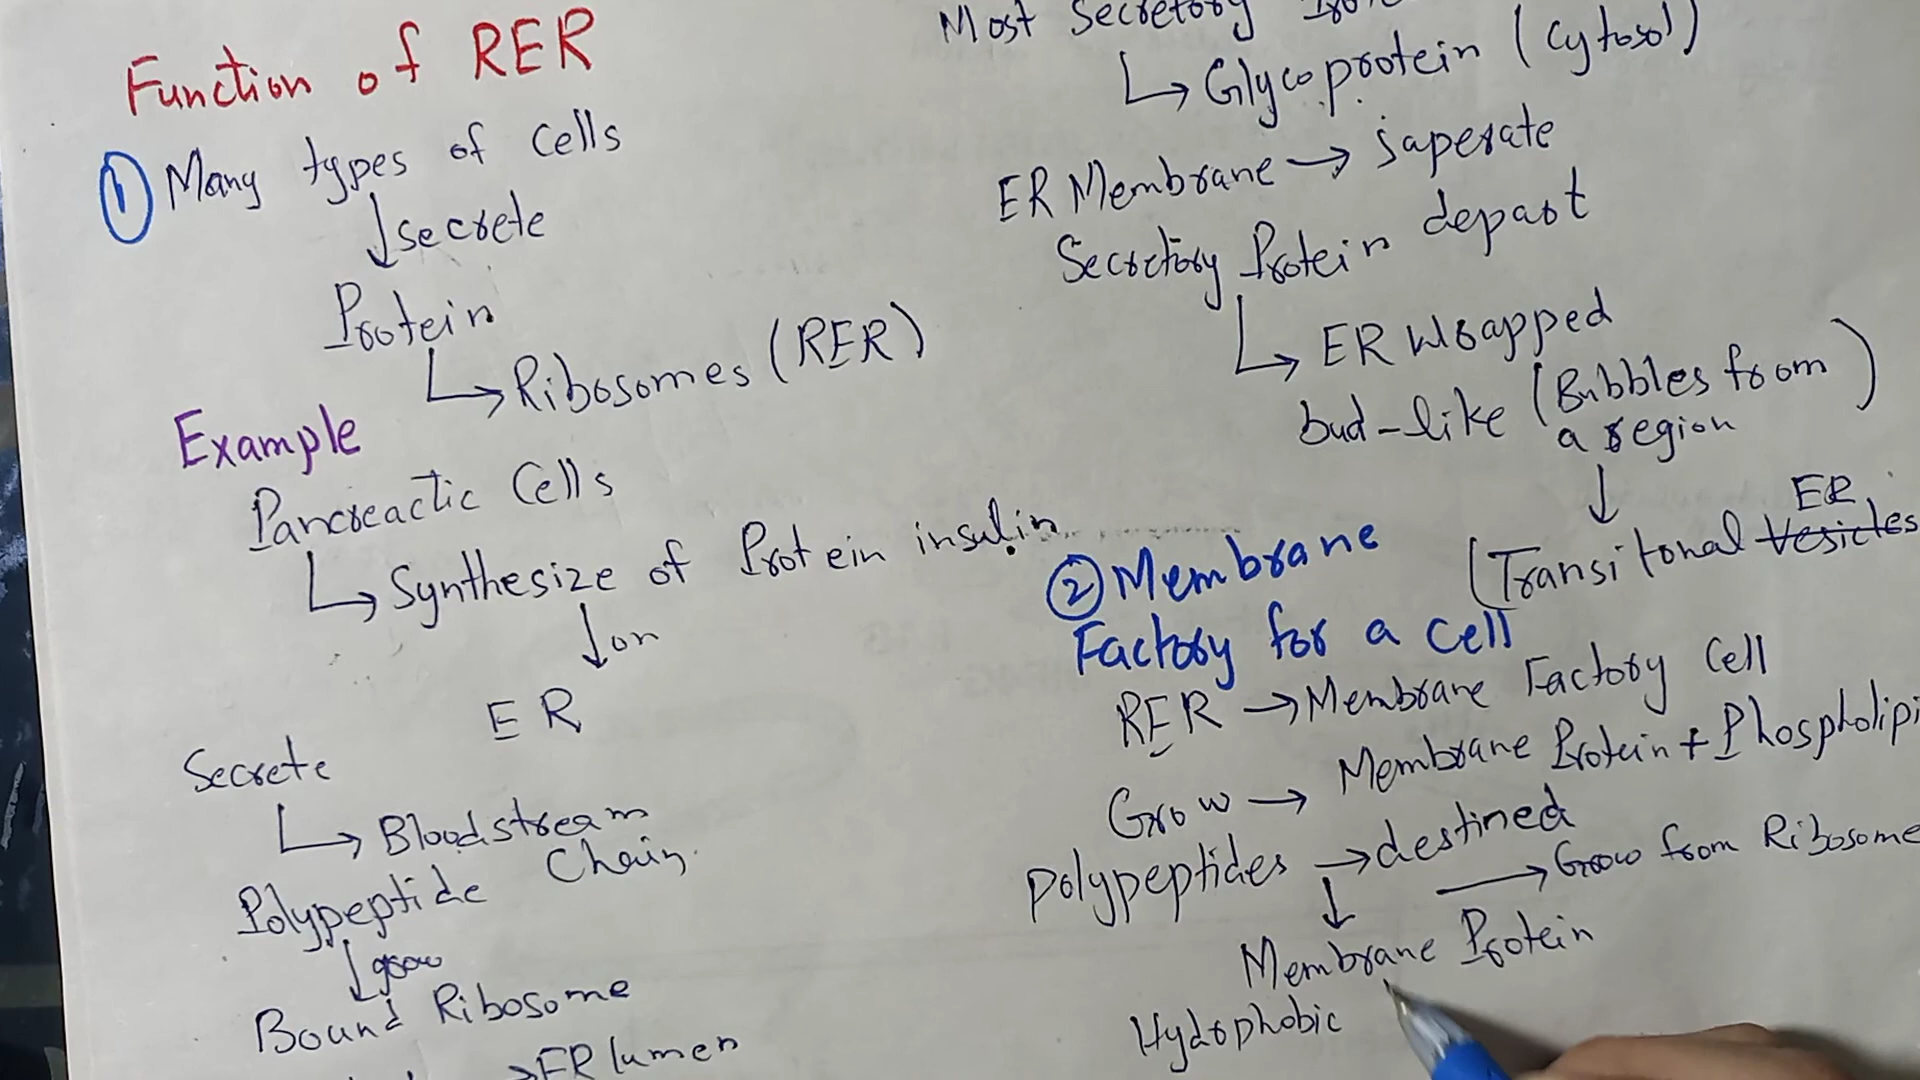 Function of RER
① Many types of cells
↓ secrete
Protein
↳ Ribosomes (RER)
Example
Pancreactic Cells
↳ Synthesize of Protein insulin
↓ on
ER
Secrete
↳ Bloodstream
Polypeptide Chain
↓ grow
Bound Ribosome
→ ER lumen
Most Secretory
↳ Glycoprotein (Cytosol)
ER Membrane → saperate
Secretory Protein depart
↳ ER Wrapped
bud-like (Bubbles from a region)
↓
(Transitonal Vesicles ER
② Membrane
Factory for a cell
RER → Membrane Factory Cell
Grow → Membrane Protein + Phospholipi
Polypeptides → destined
↓ → Grow from Ribosome
Membrane Protein
Hydrophobic